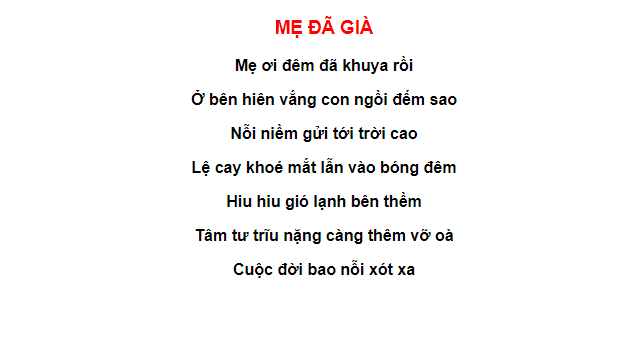 MẸ ĐÃ GIÀ
Mẹ ơi đêm đã khuya rồi
Ở bên hiên vắng con ngồi đếm sao
Nỗi niềm gửi tới trời cao
Lệ cay khoé mắt lẫn vào bóng đêm
Hiu hiu gió lạnh bên thềm
Tâm tư trĩu nặng càng thêm vỡ oà
Cuộc đời bao nỗi xót xa